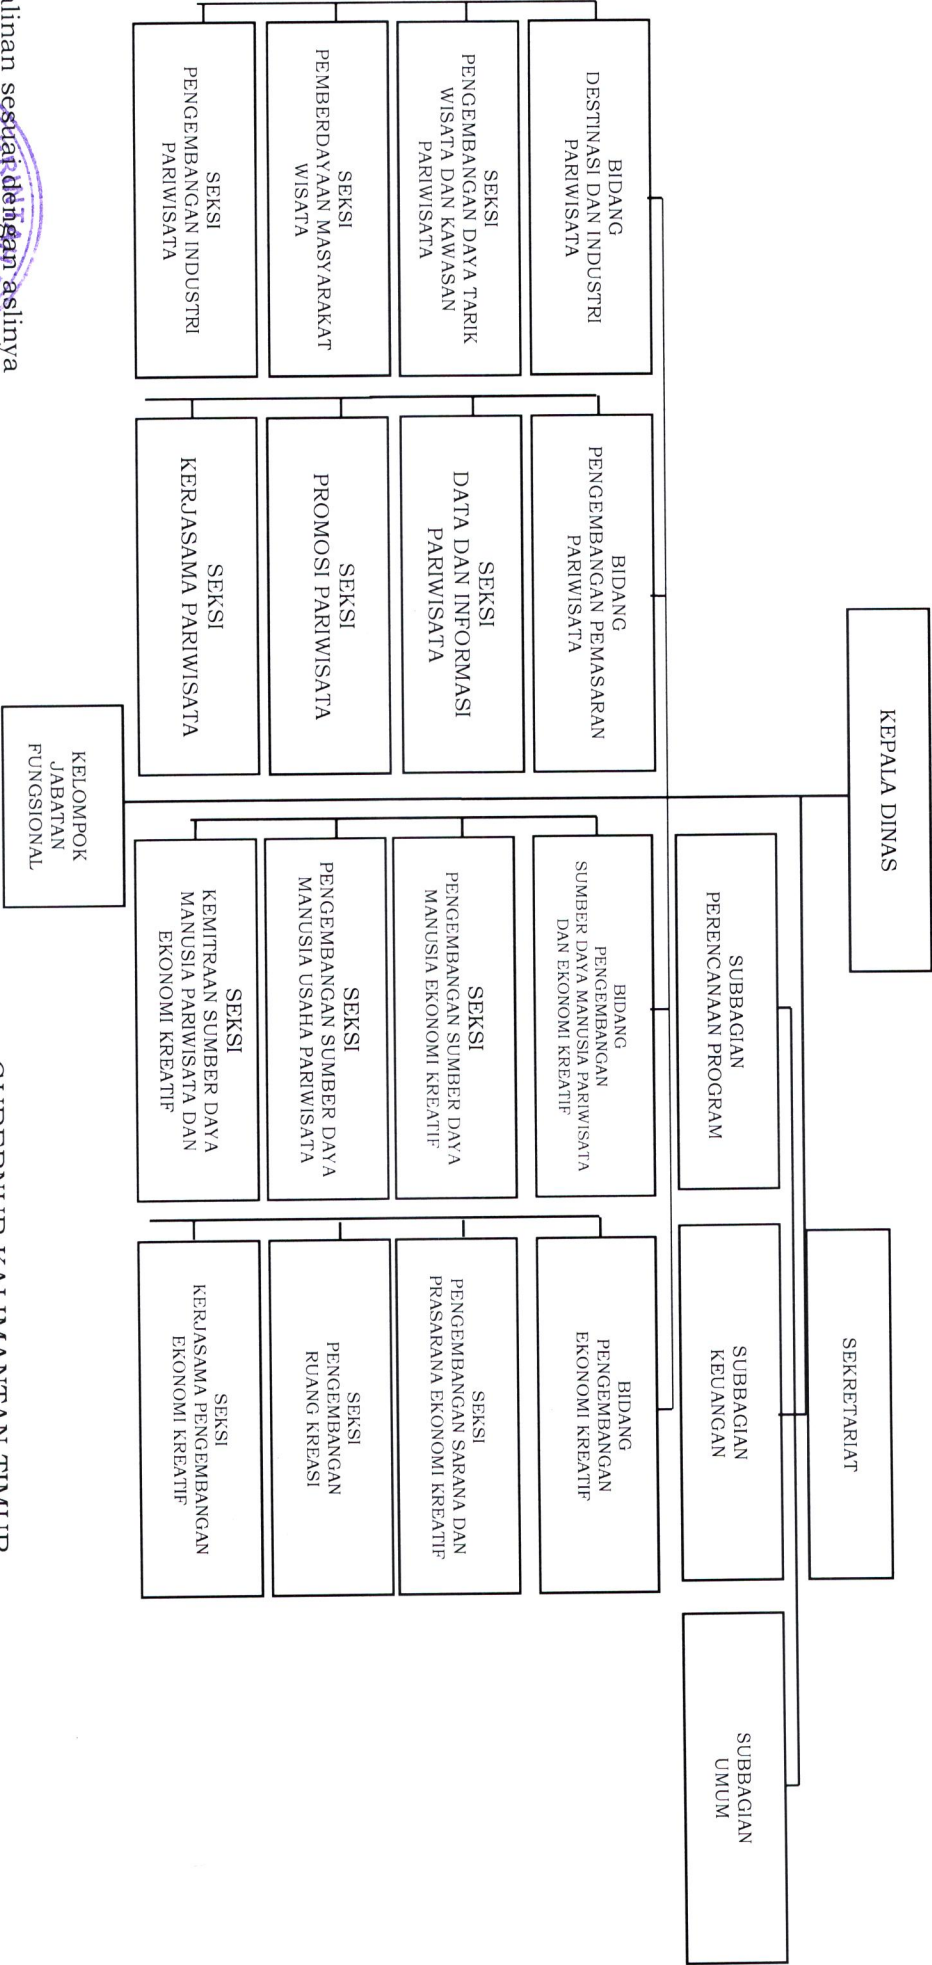 KEPALA DINAS
SEKRETARIAT
SUBBAGIAN
PERENCANAAN PROGRAM
SUBBAGIAN
KEUANGAN
SUBBAGIAN
UMUM
BIDANG
DESTINASI DAN INDUSTRI
PARIWISATA
BIDANG
PENGEMBANGAN PEMASARAN
PARIWISATA
BIDANG
PENGEMBANGAN
SUMBER DAYA MANUSIA PARIWISATA
DAN EKONOMI KREATIF
BIDANG
PENGEMBANGAN
EKONOMI KREATIF
SEKSI
PENGEMBANGAN DAYA TARIK
WISATA DAN KAWASAN
PARIWISATA
SEKSI
DATA DAN INFORMASI
PARIWISATA
SEKSI
PENGEMBANGAN SUMBER DAYA
MANUSIA EKONOMI KREATIF
SEKSI
PENGEMBANGAN SARANA DAN
PRASARANA EKONOMI KREATIF
SEKSI
PEMBERDAYAAN MASYARAKAT
WISATA
SEKSI
PROMOSI PARIWISATA
SEKSI
PENGEMBANGAN SUMBER DAYA
MANUSIA USAHA PARIWISATA
SEKSI
PENGEMBANGAN
RUANG KREASI
SEKSI
PENGEMBANGAN INDUSTRI
PARIWISATA
SEKSI
KERJASAMA PARIWISATA
SEKSI
KEMITRAAN SUMBER DAYA
MANUSIA PARIWISATA DAN
EKONOMI KREATIF
SEKSI
KERJASAMA PENGEMBANGAN
EKONOMI KREATIF
KELOMPOK
JABATAN
FUNGSIONAL
GUBERNUR KALIMANTAN TIMUR
alinan sesuai dengan aslinya